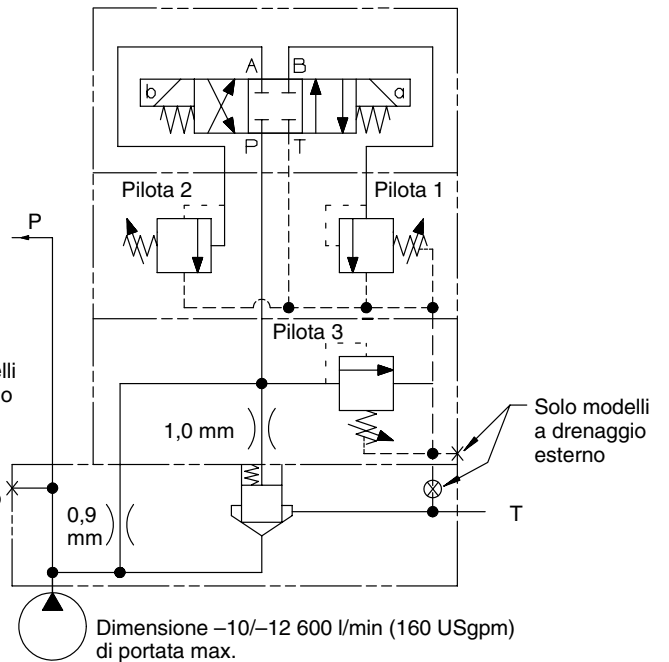 A B
b a
P T
Pilota 2 Pilota 1
P
Pilota 3
elli
o
1,0 mm
Solo modelli
a drenaggio
esterno
0,9
mm
T
Dimensione –10/–12 600 l/min (160 USgpm)
di portata max.